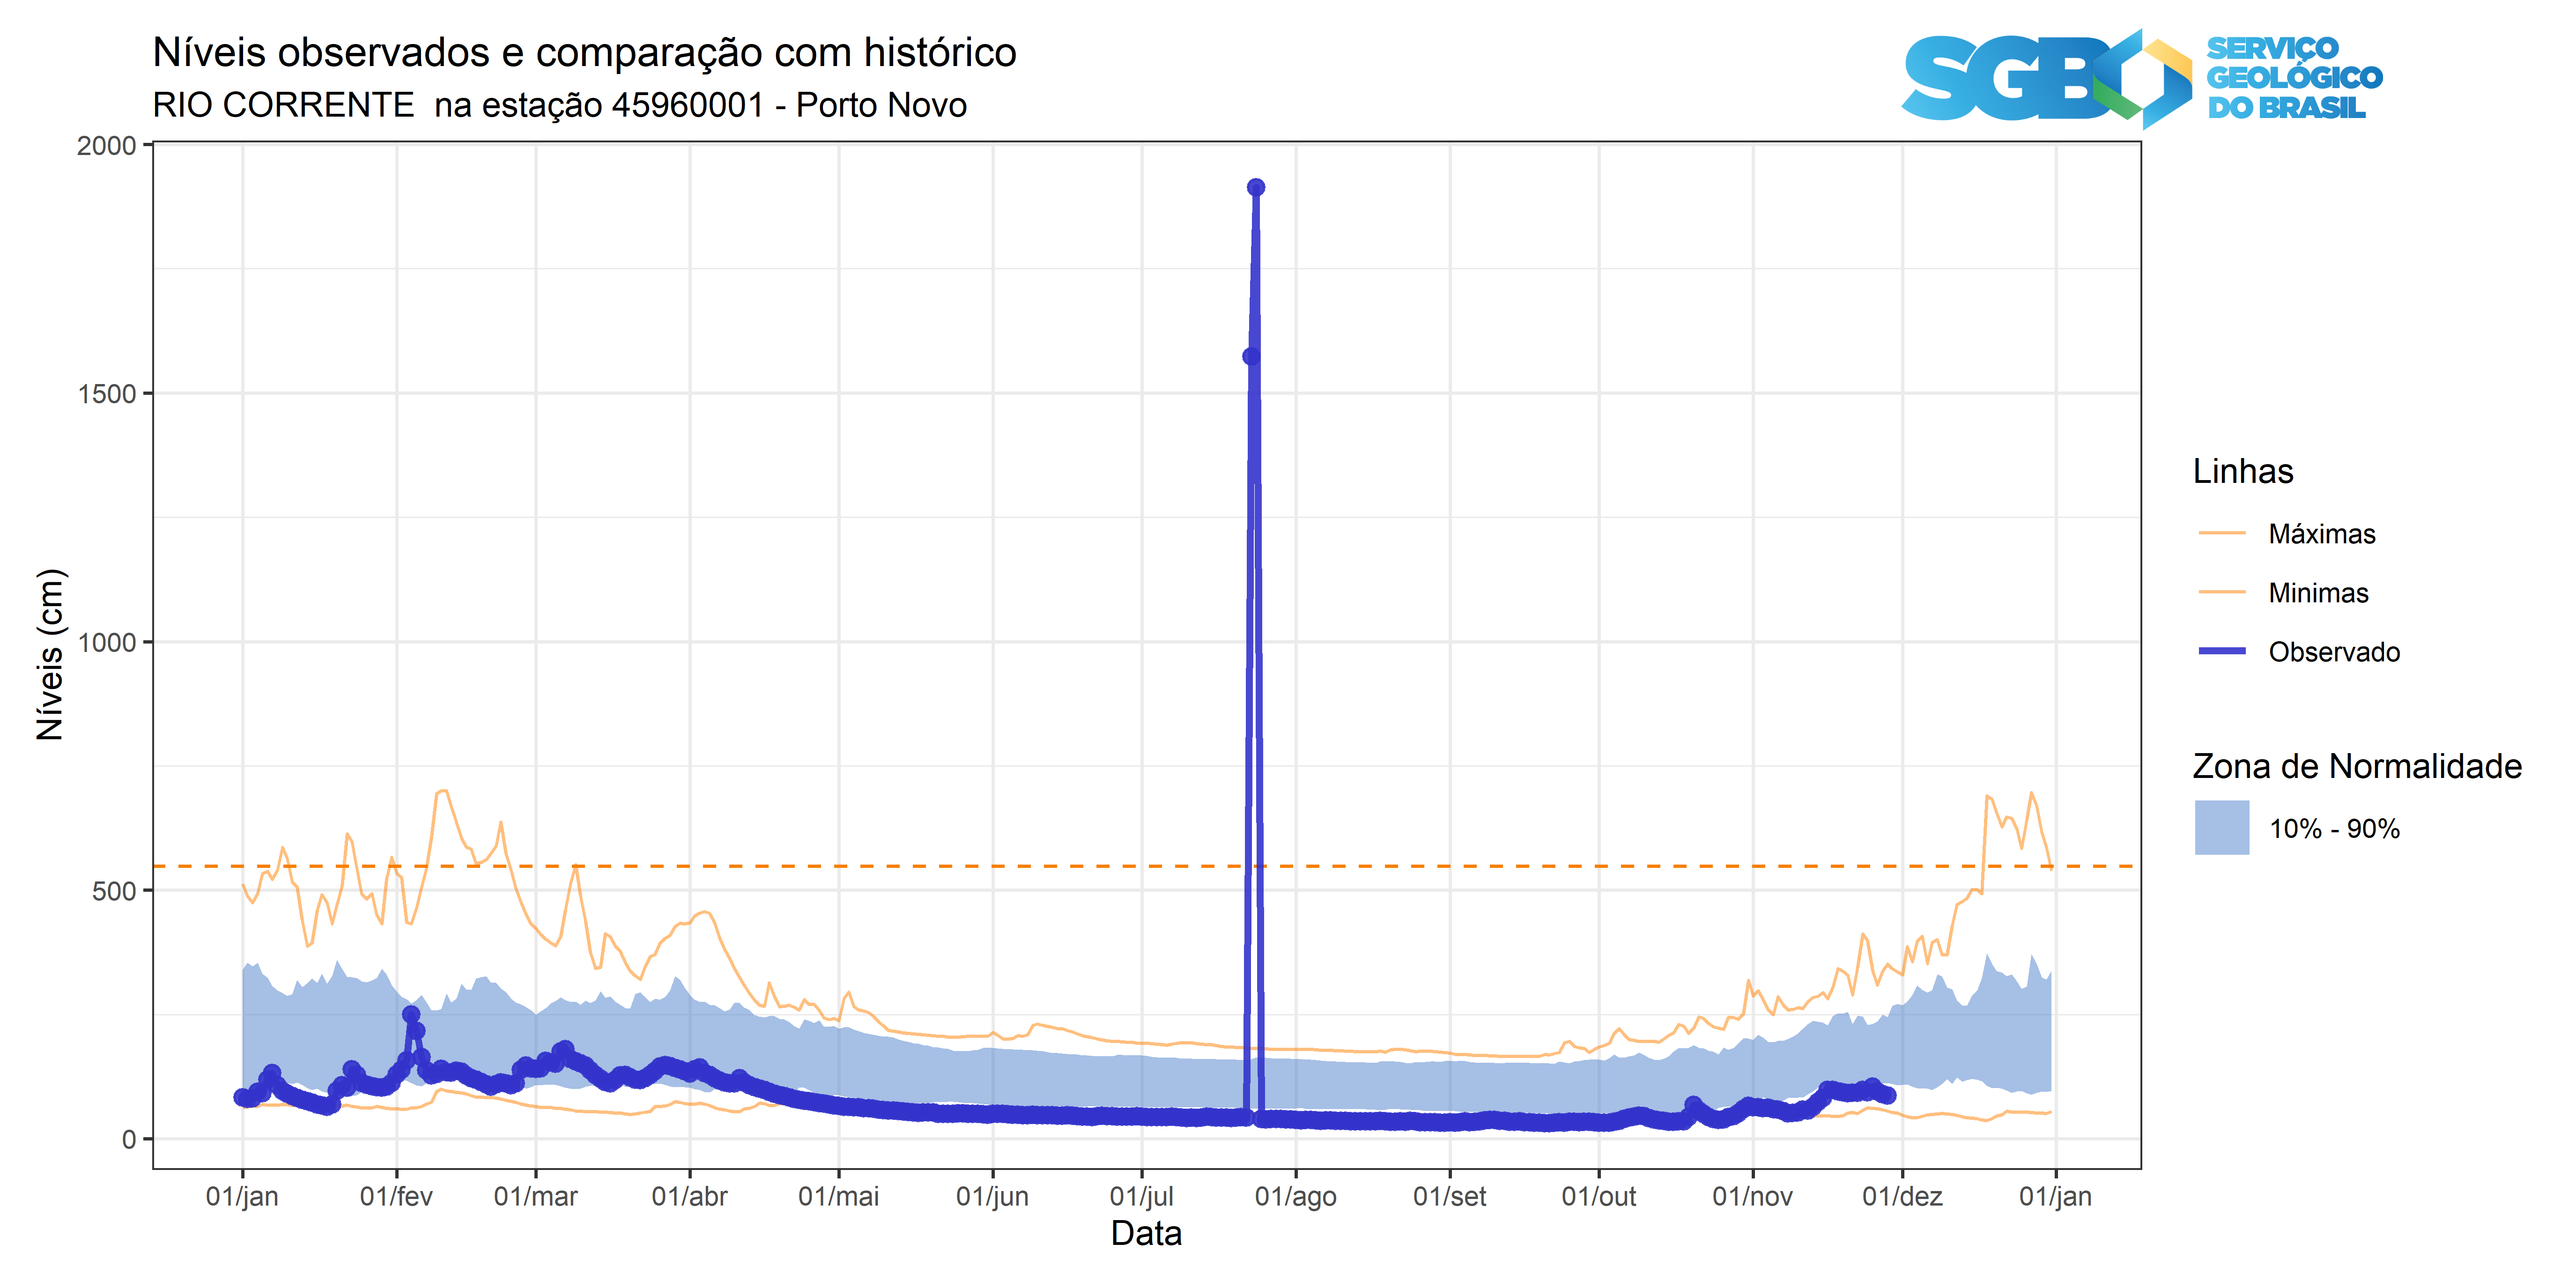 Níveis observados e comparação com histórico
RIO CORRENTE  na estação 45960001 - Porto Novo
SGB
SERVIÇO
GEOLÓGICO
DO BRASIL
Níveis (cm)
2000
1500
1000
500
0
01/jan
01/fev
01/mar
01/abr
01/mai
01/jun
01/jul
01/ago
01/set
01/out
01/nov
01/dez
01/jan
Data
Linhas
Máximas
Minimas
Observado
Zona de Normalidade
10% - 90%